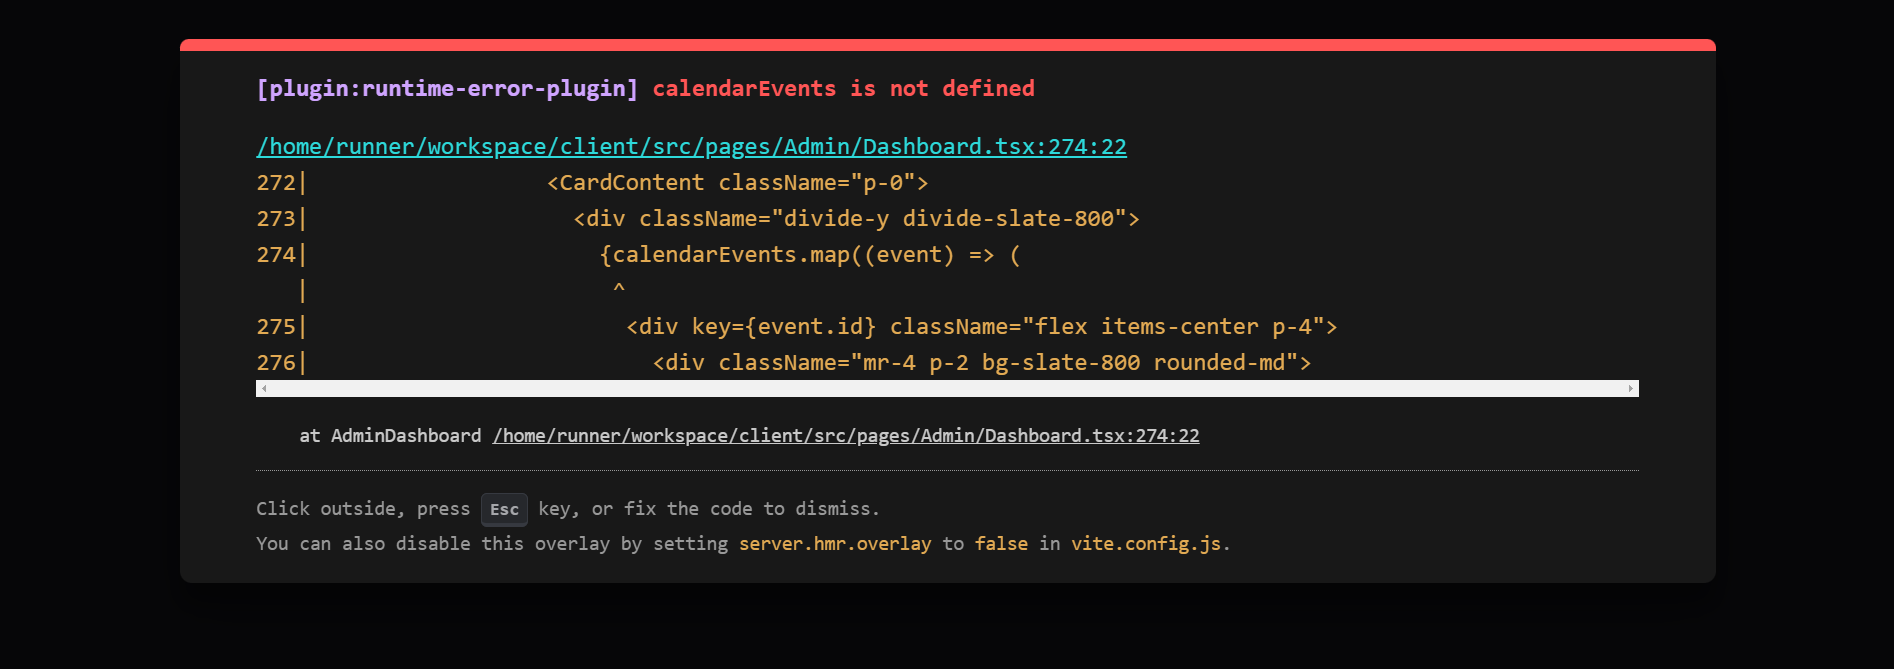 [plugin:runtime-error-plugin] calendarEvents is not defined
/home/runner/workspace/client/src/pages/Admin/Dashboard.tsx:274:22
272|                  <CardContent className="p-0">
273|                    <div className="divide-y divide-slate-800">
274|                      {calendarEvents.map((event) => (
   |                       ^
275|                        <div key={event.id} className="flex items-center p-4">
276|                          <div className="mr-4 p-2 bg-slate-800 rounded-md">
at AdminDashboard /home/runner/workspace/client/src/pages/Admin/Dashboard.tsx:274:22
Click outside, press Esc key, or fix the code to dismiss.
You can also disable this overlay by setting server.hmr.overlay to false in vite.config.js.